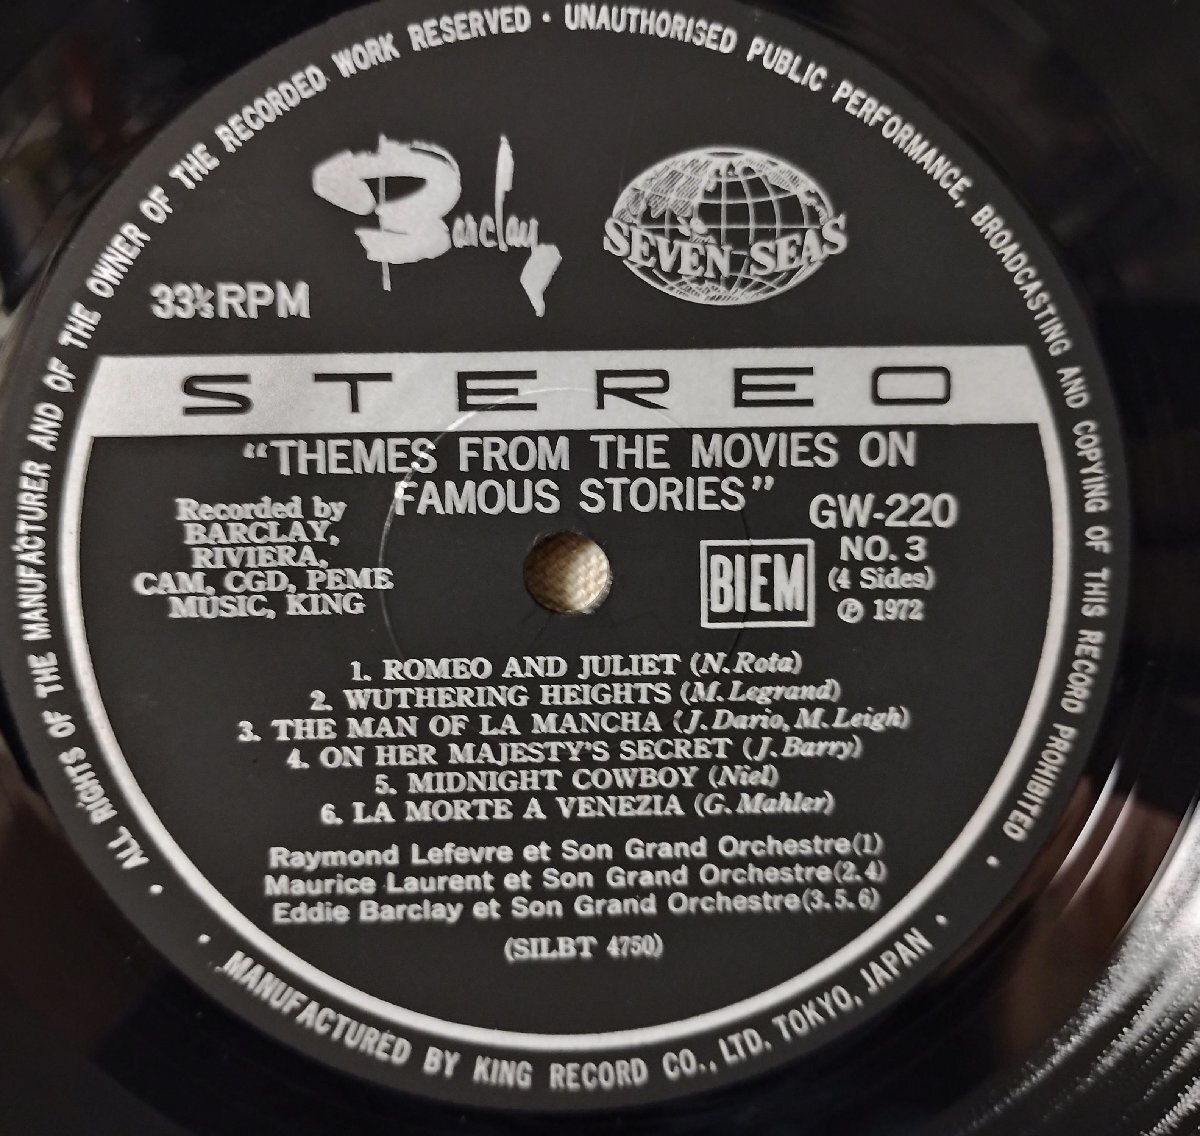 ALL RIGHTS OF THE MANUFACTURER AND OF THE OWNER OF THE RECORDED WORK RESERVED · UNAUTHORISED PUBLIC PERFORMANCE, BROADCASTING AND COPYING OF THIS RECORD PROHIBITED
Barclay
SEVEN SEAS
33⅓ RPM
STEREO
“THEMES FROM THE MOVIES ON
FAMOUS STORIES”
Recorded by
BARCLAY,
RIVIERA,
CAM, CGD, PEME
MUSIC, KING
BIEM
GW-220
NO. 3
(4 Sides)
℗ 1972
1. ROMEO AND JULIET (N. Rota)
2. WUTHERING HEIGHTS (M. Legrand)
3. THE MAN OF LA MANCHA (J. Dario, M. Leigh)
4. ON HER MAJESTY'S SECRET (J. Barry)
5. MIDNIGHT COWBOY (Niel)
6. LA MORTE A VENEZIA (G. Mahler)
Raymond Lefevre et Son Grand Orchestre(1)
Maurice Laurent et Son Grand Orchestre(2. 4)
Eddie Barclay et Son Grand Orchestre(3. 5. 6)
(SILBT 4750)
· MANUFACTURED BY KING RECORD CO., LTD. TOKYO, JAPAN ·